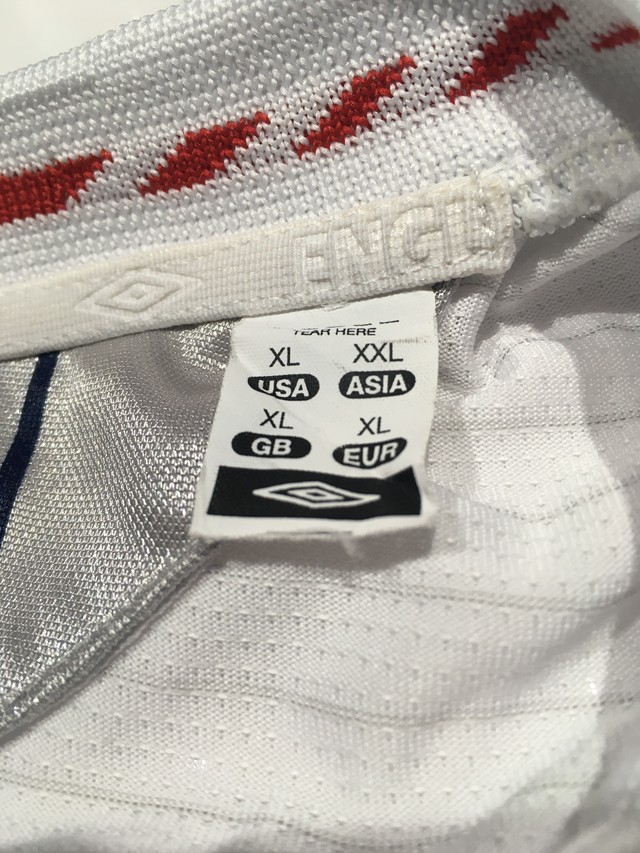 ENGL
TEAR HERE
XL XXL
USA ASIA
XL XL
GB EUR